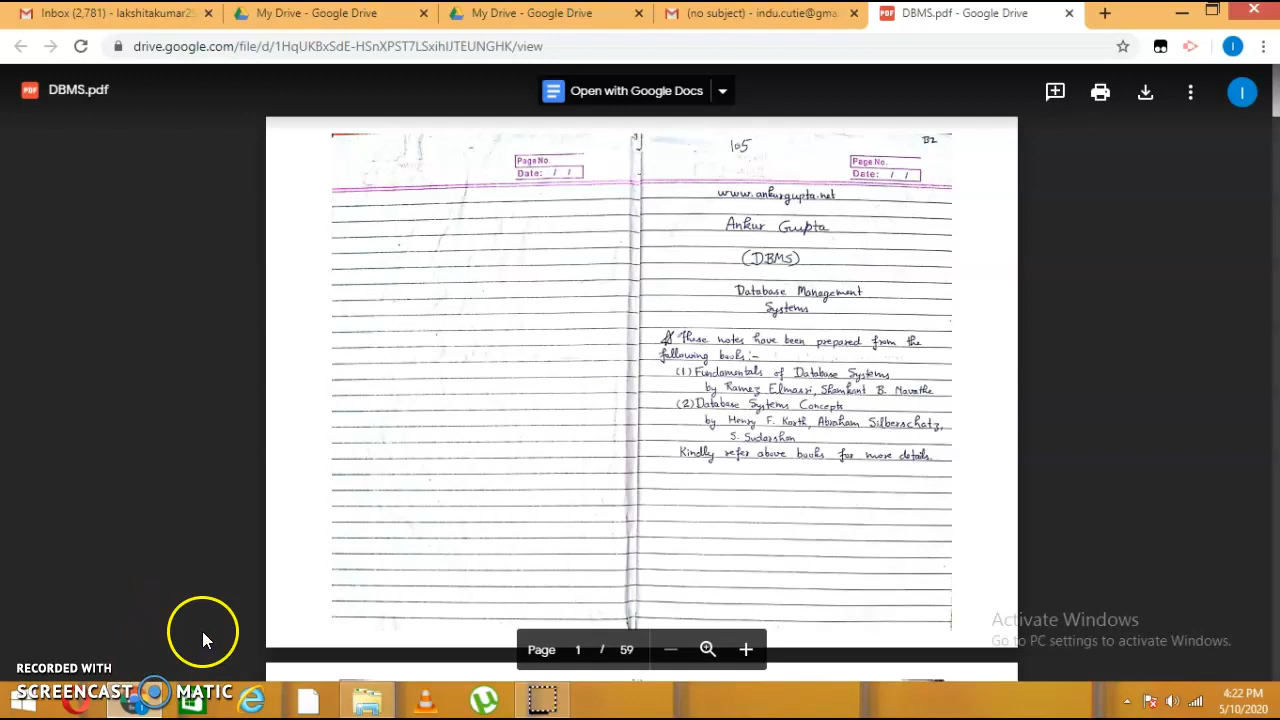 Inbox (2,781) - lakshitakumar25
My Drive - Google Drive
My Drive - Google Drive
(no subject) - indu.cutie@gma
DBMS.pdf - Google Drive
drive.google.com/file/d/1HqUKBxSdE-HSnXPST7LSxihIJTEUNGHK/view
I
PDF
DBMS.pdf
Open with Google Docs
I
105
B2
Page No.
Date: / /
Page No.
Date: / /
www.ankurgupta.net
Ankur Gupta
(DBMS)
Database Management
Systems
These notes have been prepared from the
following books:-
(1) Fundamentals of Database Systems
by Ramez Elmasri, Shamkant B. Navathe
(2) Database Systems Concepts
by Henry F. Korth, Abraham Silberschatz,
S. Sudarshan
Kindly refer above books for more details.
Activate Windows
Go to PC settings to activate Windows.
Page 1 / 59
RECORDED WITH
SCREENCAST MATIC
4:22 PM
5/10/2020